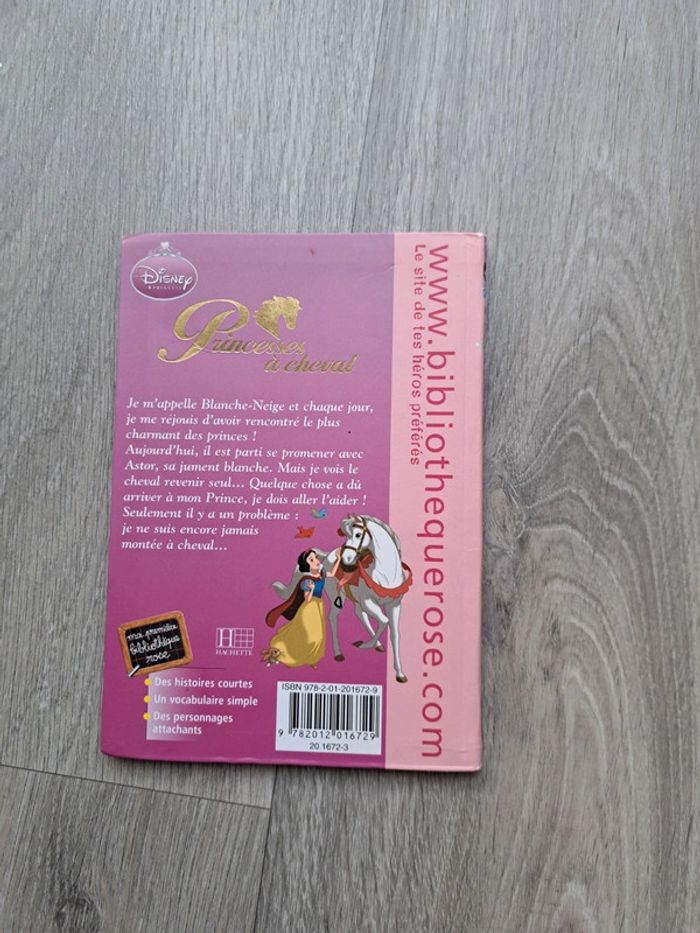 Disney
PRINCESS
Princesses
à cheval
Je m'appelle Blanche-Neige et chaque jour,
je me réjouis d'avoir rencontré le plus
charmant des princes !
Aujourd'hui, il est parti se promener avec
Astor, sa jument blanche. Mais je vois le
cheval revenir seul... Quelque chose a dû
arriver à mon Prince, je dois aller l'aider !
Seulement il y a un problème :
je ne suis encore jamais
montée à cheval...
ma première
bibliothèque
rose
H
HACHETTE
Des histoires courtes
Un vocabulaire simple
Des personnages
attachants
ISBN 978-2-01-201672-9
9 782012 016729
20.1672-3
www.bibliothequerose.com
Le site de tes héros préférés